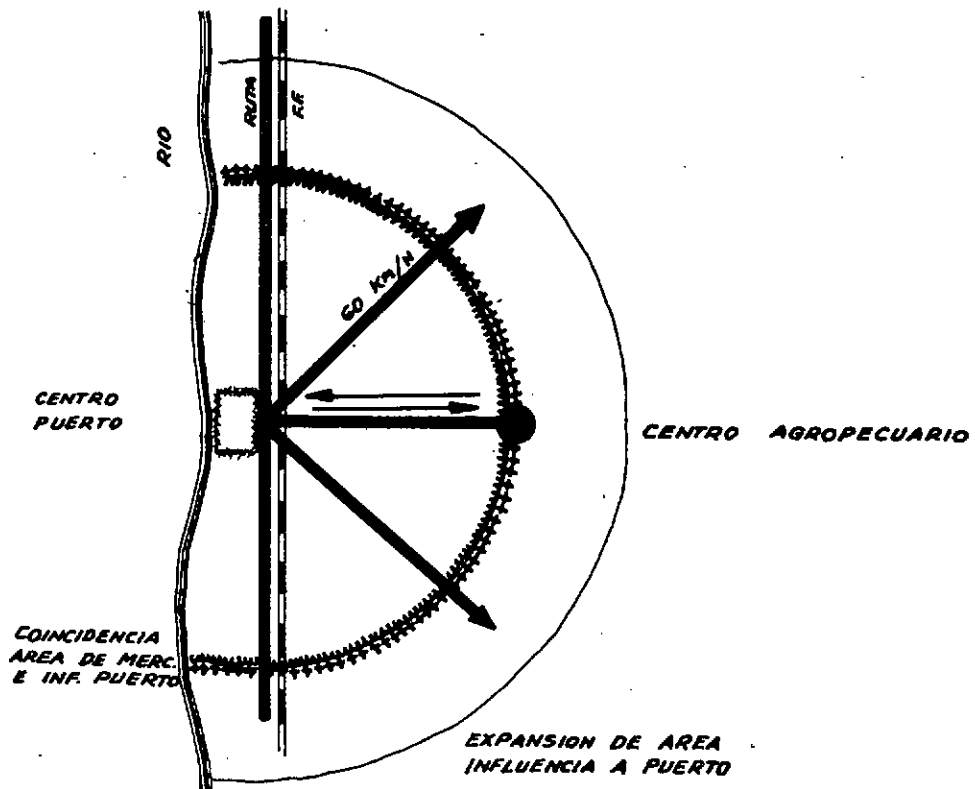 RUTA
F.F.
RIO
60 KM/H
CENTRO
PUERTO
CENTRO AGROPECUARIO
COINCIDENCIA
AREA DE MERC.
E INF. PUERTO
EXPANSION DE AREA
INFLUENCIA A PUERTO